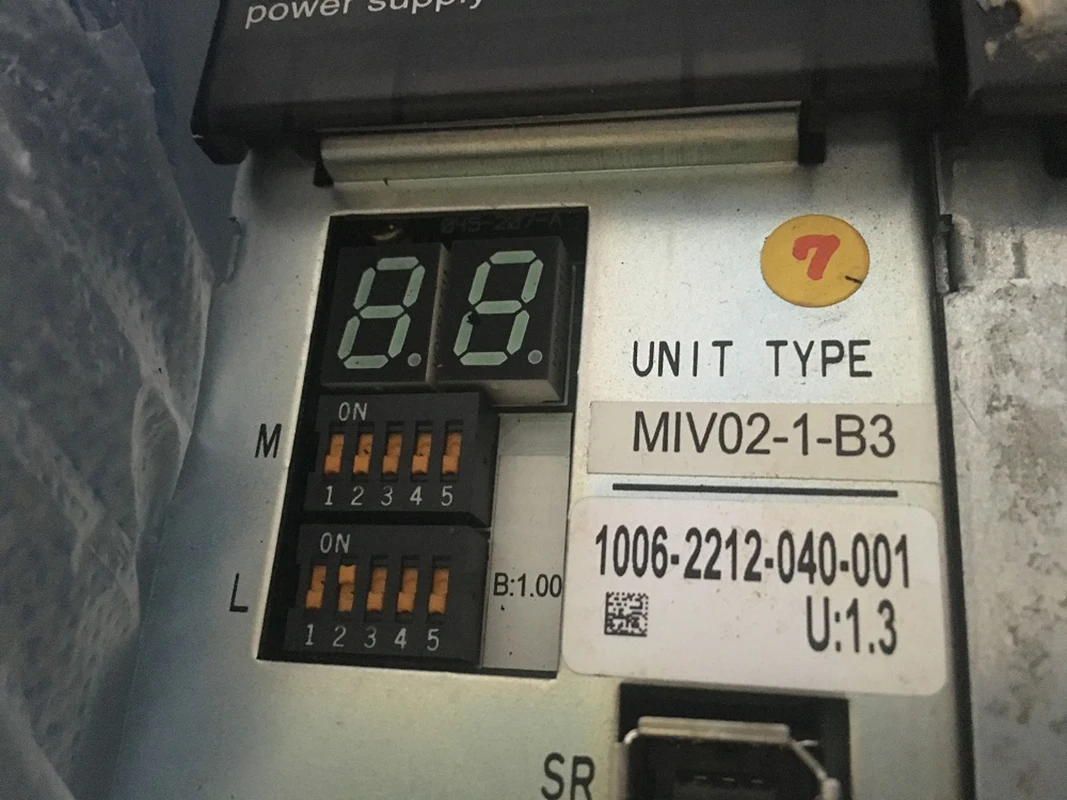 power supply
7
UNIT TYPE
MIV02-1-B3
M
ON
1 2 3 4 5
1006-2212-040-001
U:1.3
L
ON
1 2 3 4 5
B:1.00
SR